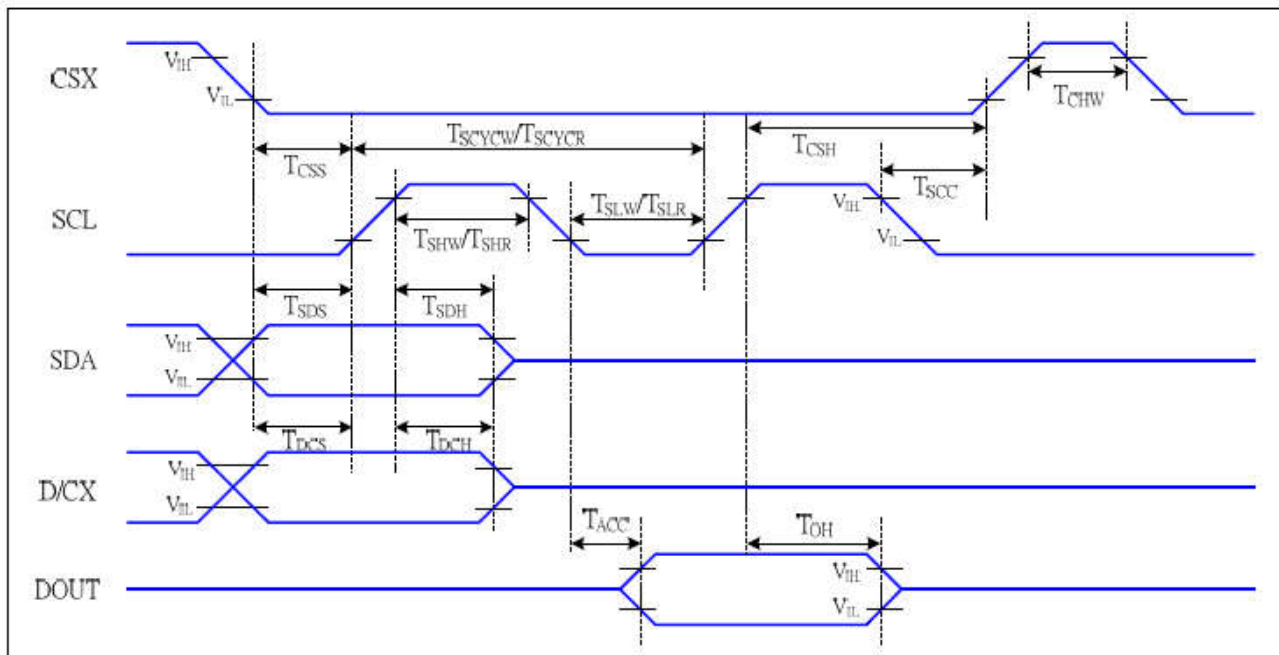 CSX
VIH
VIL
TCHW
TSCYCW/TSCYCR
TCSS
TCSH
TSCC
SCL
TSHW/TSHR
TSLW/TSLR
VIH
VIL
TSDS
TSDH
SDA
VIH
VIL
TDCS
TDCH
D/CX
VIH
VIL
TACC
TOH
DOUT
VIH
VIL